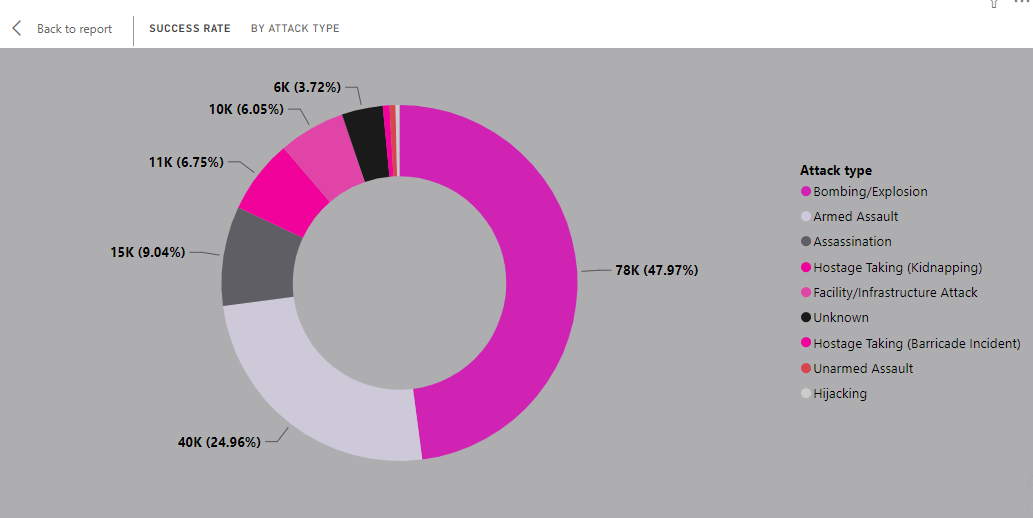 Back to report
SUCCESS RATE
BY ATTACK TYPE
6K (3.72%)
10K (6.05%)
11K (6.75%)
15K (9.04%)
78K (47.97%)
40K (24.96%)
Attack type
Bombing/Explosion
Armed Assault
Assassination
Hostage Taking (Kidnapping)
Facility/Infrastructure Attack
Unknown
Hostage Taking (Barricade Incident)
Unarmed Assault
Hijacking